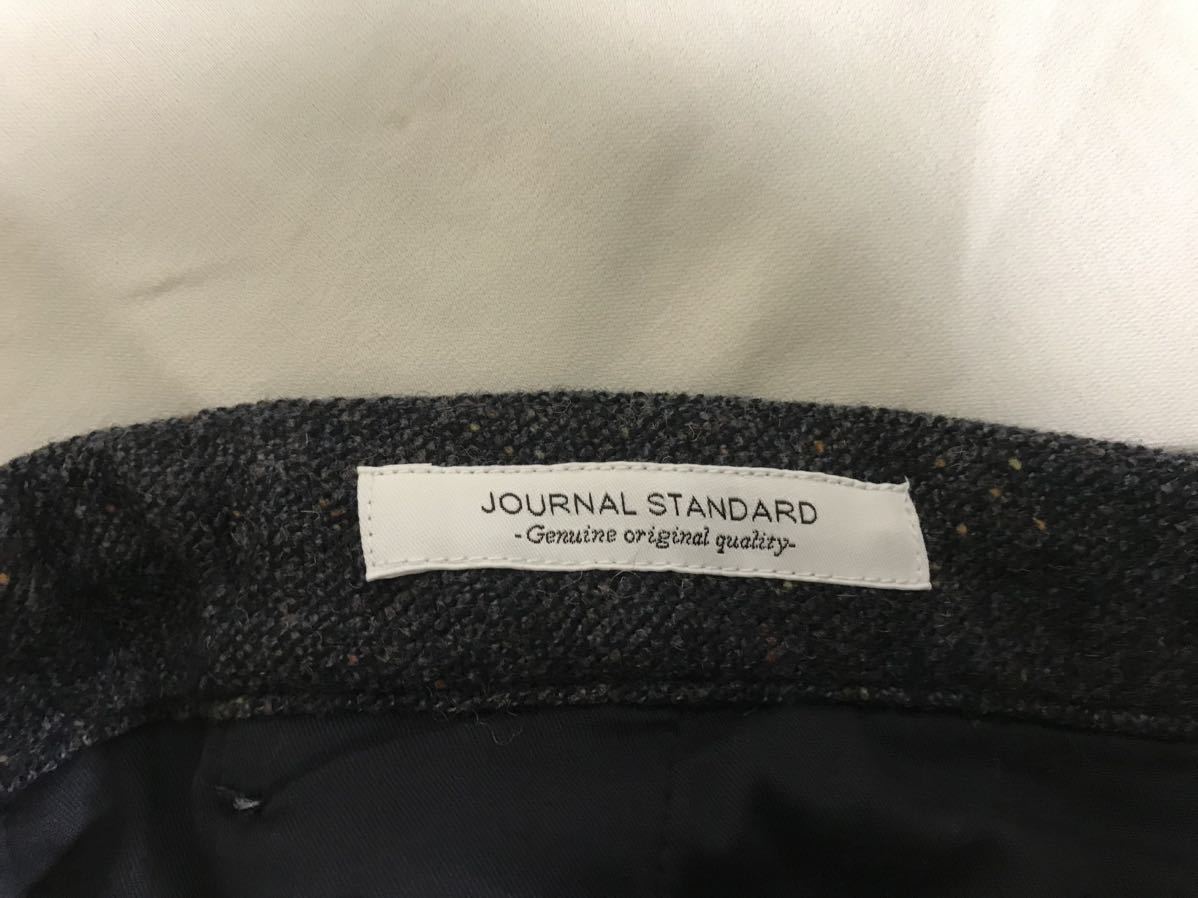 JOURNAL STANDARD
-Genuine original quality-